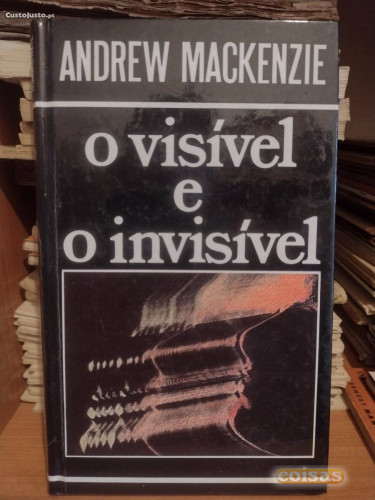 CustoJusto.pt
ANDREW MACKENZIE
o visível
e
o invisível
coisas